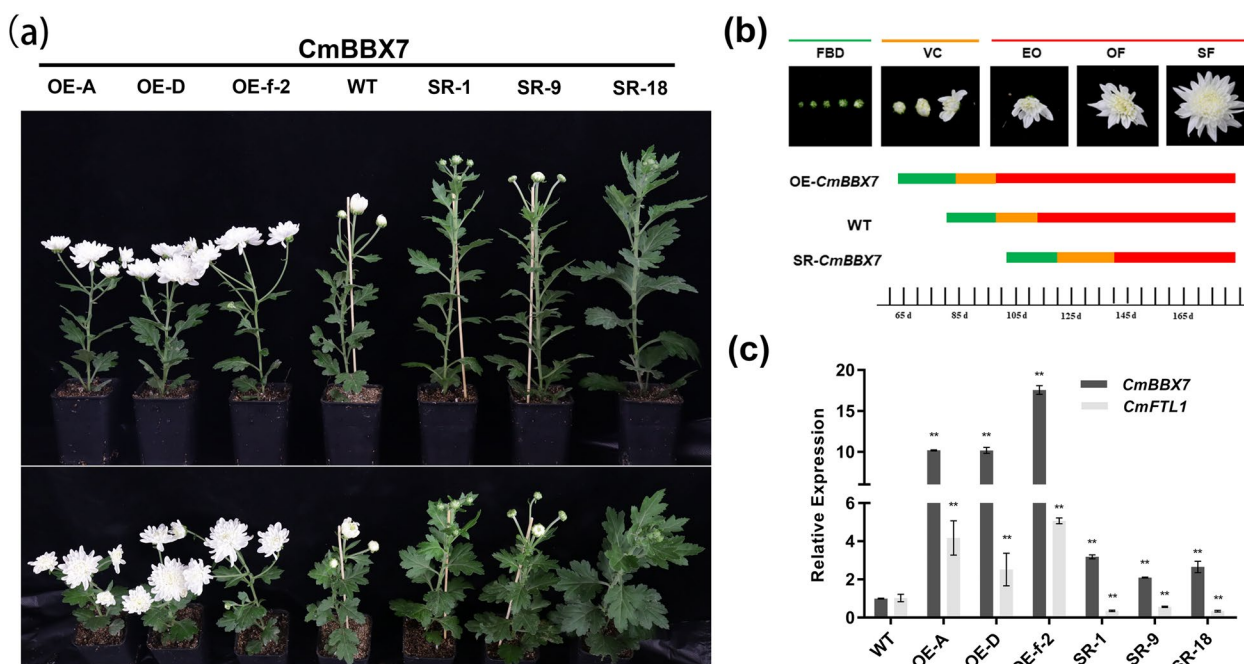 (a)
CmBBX7
OE-A OE-D OE-f-2 WT SR-1 SR-9 SR-18
(b)
FBD VC EO OF SF
OE-CmBBX7
WT
SR-CmBBX7
65 d 85 d 105 d 125 d 145 d 165 d
(c)
Relative Expression
20
15
10
6
4
2
0
CmBBX7
CmFTL1
** ** ** ** ** ** ** ** ** ** ** **
WT OE-A OE-D OE-f-2 SR-1 SR-9 SR-18